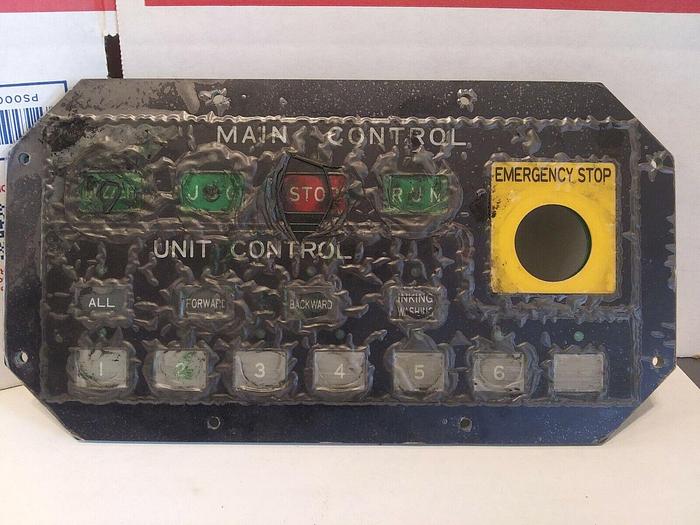 MAIN CONTROL
JOG STOP RUN
EMERGENCY STOP
UNIT CONTROL
ALL FORWARD BACKWARD INKING
WASHING
1 2 3 4 5 6
PS000